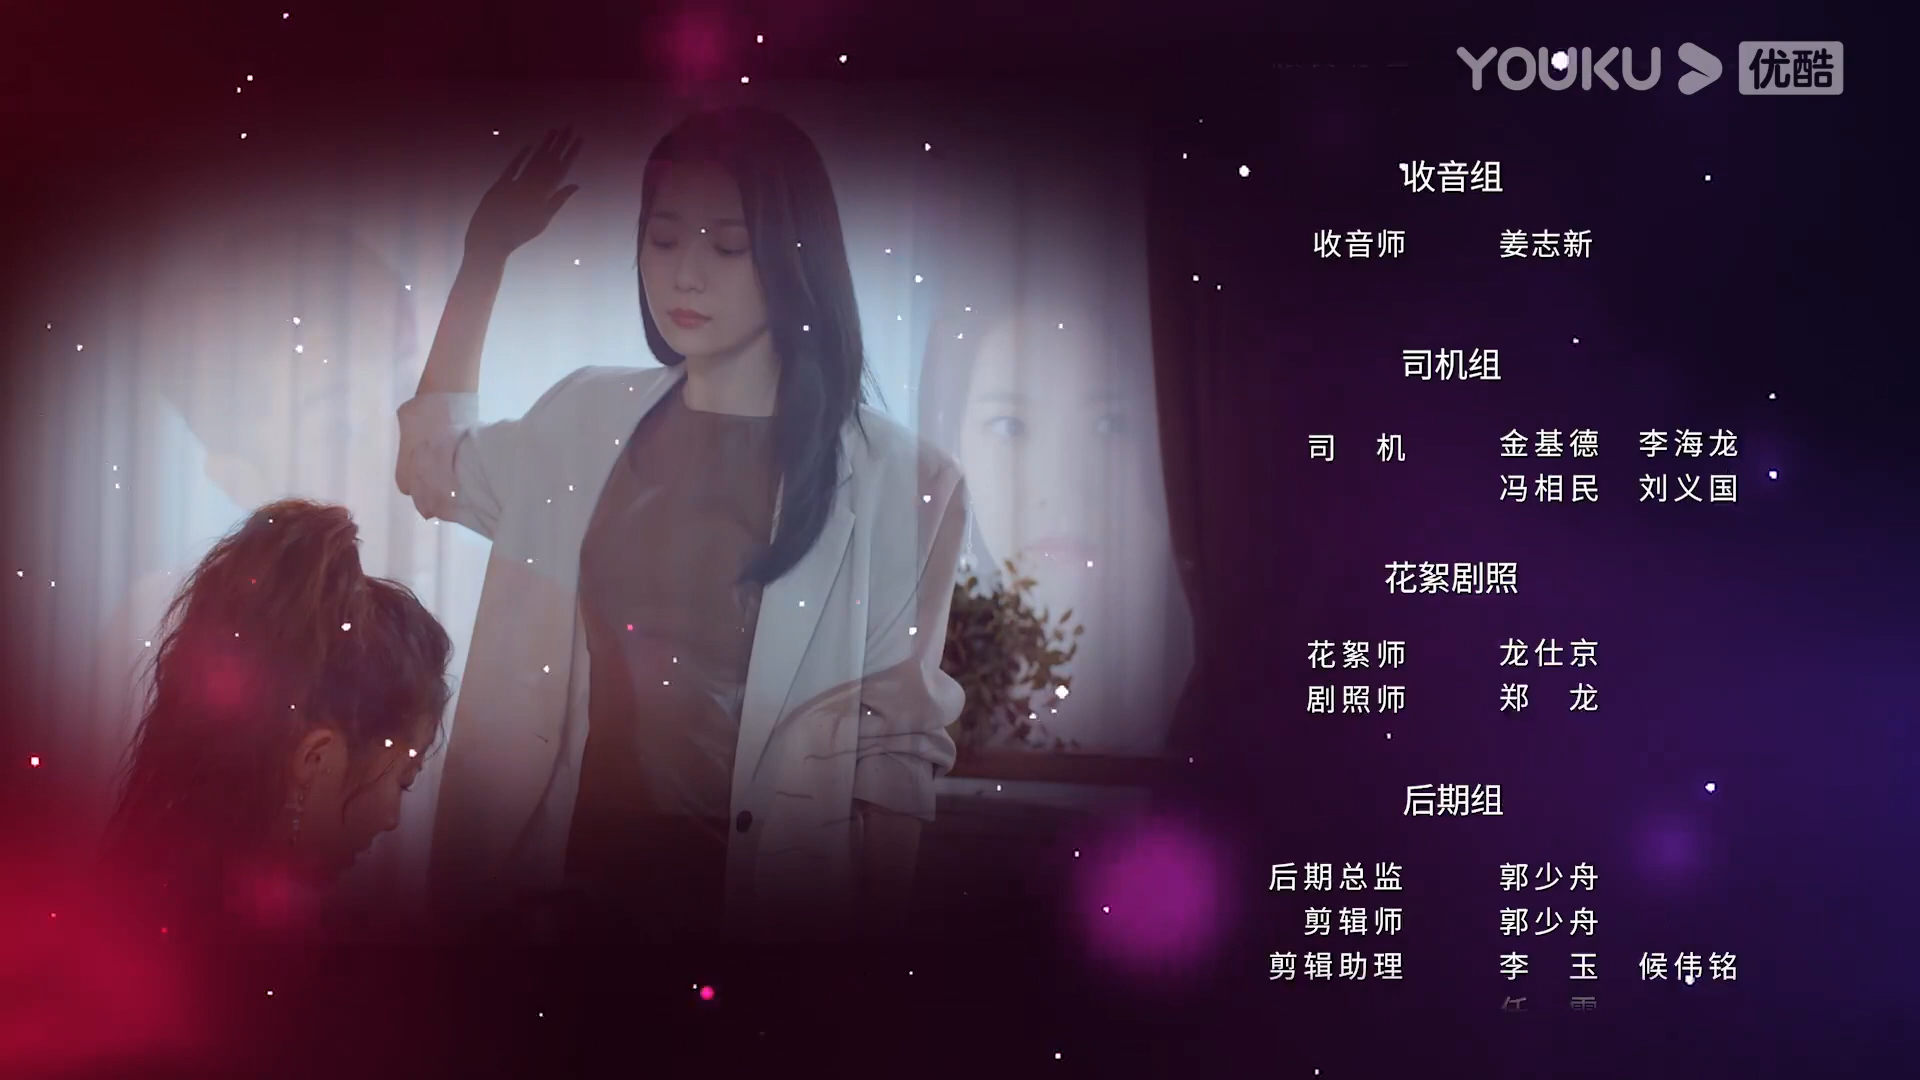 YOUKU 优酷
收音组
收音师 姜志新
司机组
司 机 金基德 李海龙
冯相民 刘义国
花絮剧照
花絮师 龙仕京
剧照师 郑 龙
后期组
后期总监 郭少舟
剪辑师 郭少舟
剪辑助理 李 玉 候伟铭